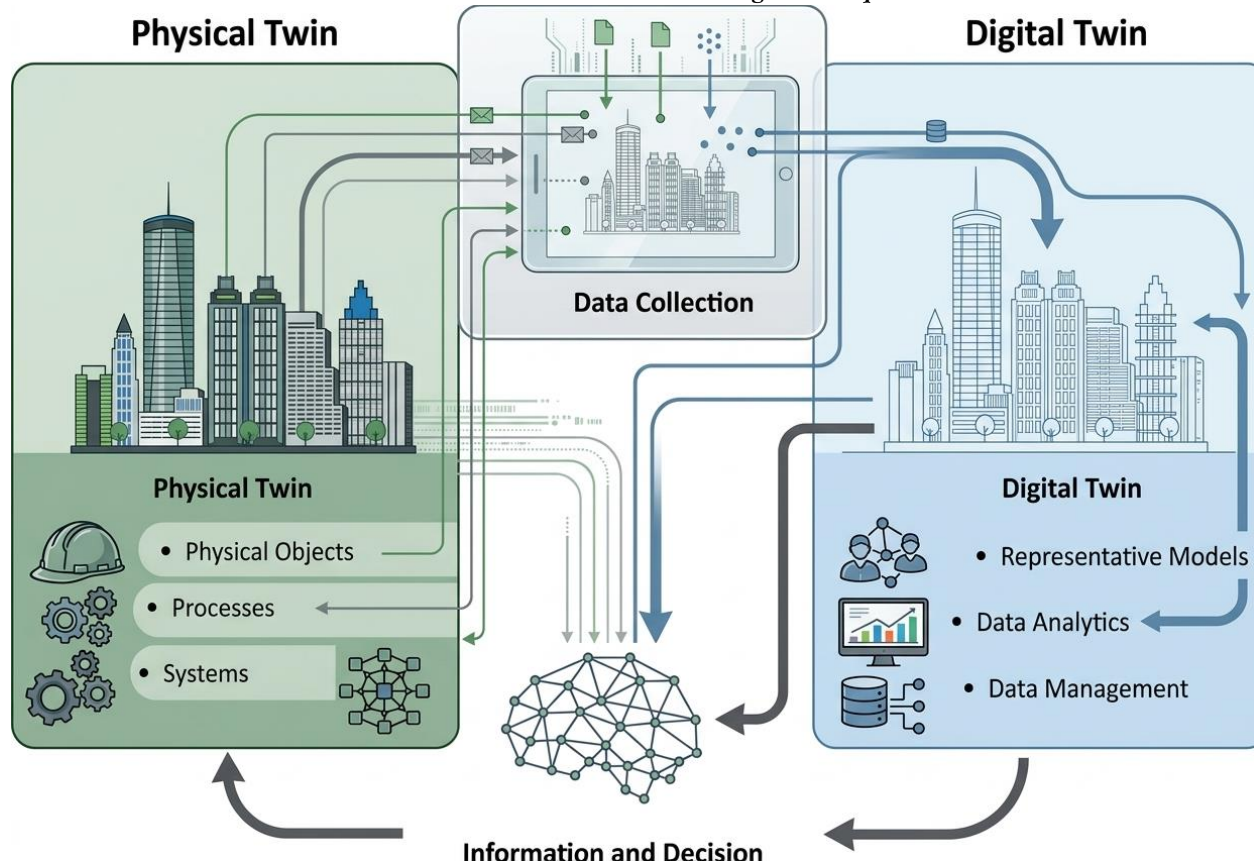 Physical Twin
Digital Twin
Data Collection
Physical Twin
• Physical Objects
• Processes
• Systems
Digital Twin
• Representative Models
• Data Analytics
• Data Management
Information and Decision